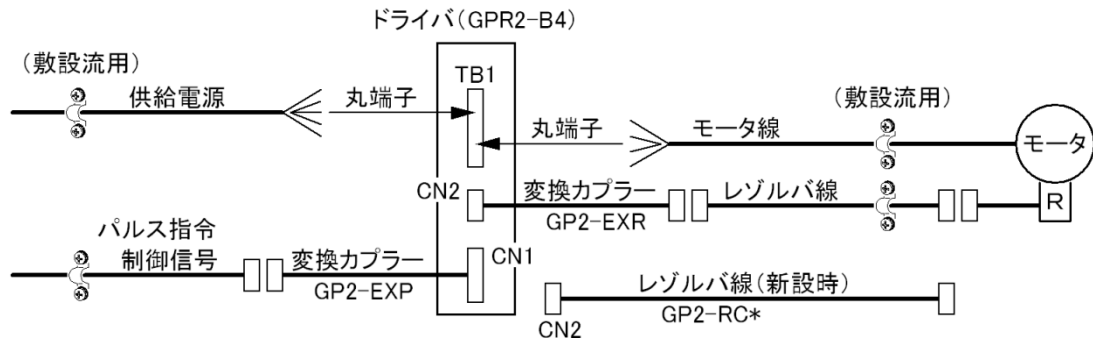 ドライバ(GPR2-B4)
(敷設流用)
TB1
供給電源
丸端子
(敷設流用)
丸端子
モータ線
モータ
CN2
変換カプラー
GP2-EXR
レゾルバ線
R
パルス指令
制御信号
変換カプラー
GP2-EXP
CN1
レゾルバ線(新設時)
GP2-RC*
CN2